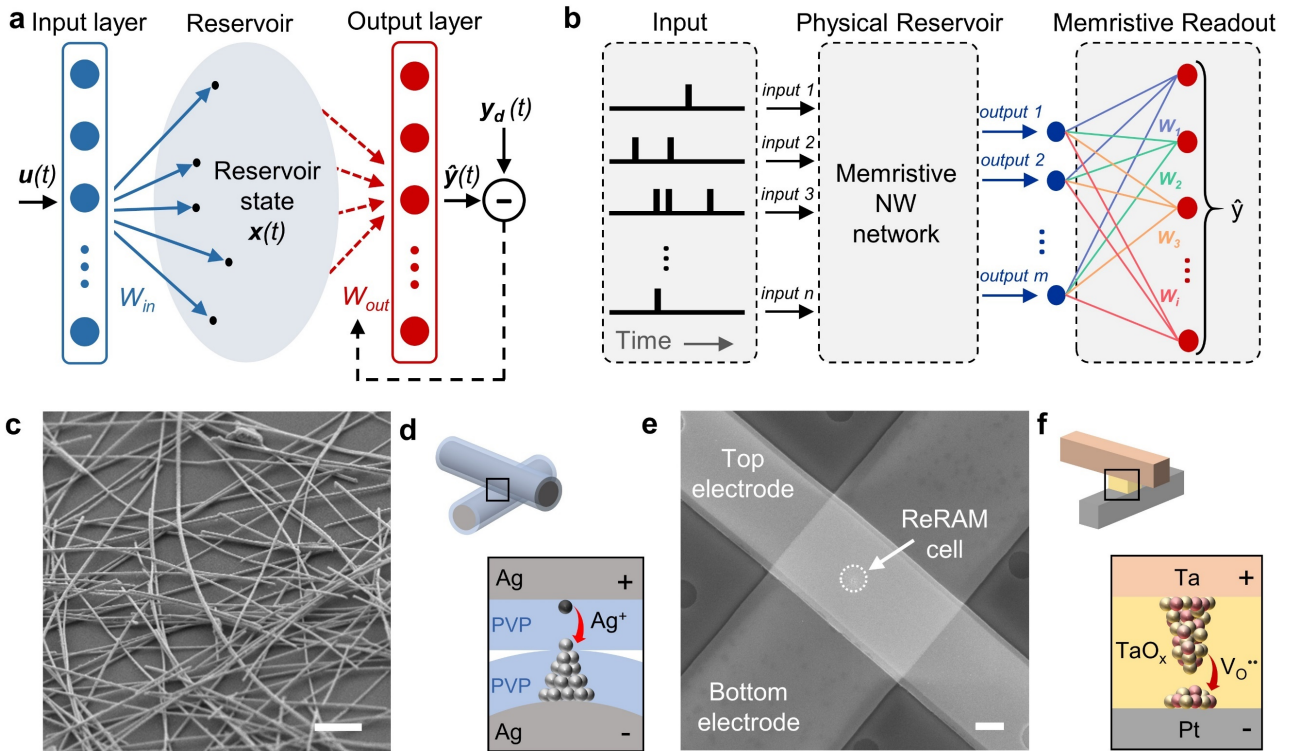 a
Input layer
Reservoir
Output layer
u(t)
Reservoir
state
x(t)
W_in
W_out
ŷ(t)
y_d(t)
-
b
Input
Physical Reservoir
Memristive Readout
input 1
input 2
input 3
input n
Time
Memristive
NW
network
output 1
output 2
output m
W_1
W_2
W_3
W_i
ŷ
c
d
Ag +
PVP
Ag⁺
PVP
Ag -
e
Top
electrode
ReRAM
cell
Bottom
electrode
f
Ta +
TaO_x
V_O^••
Pt -